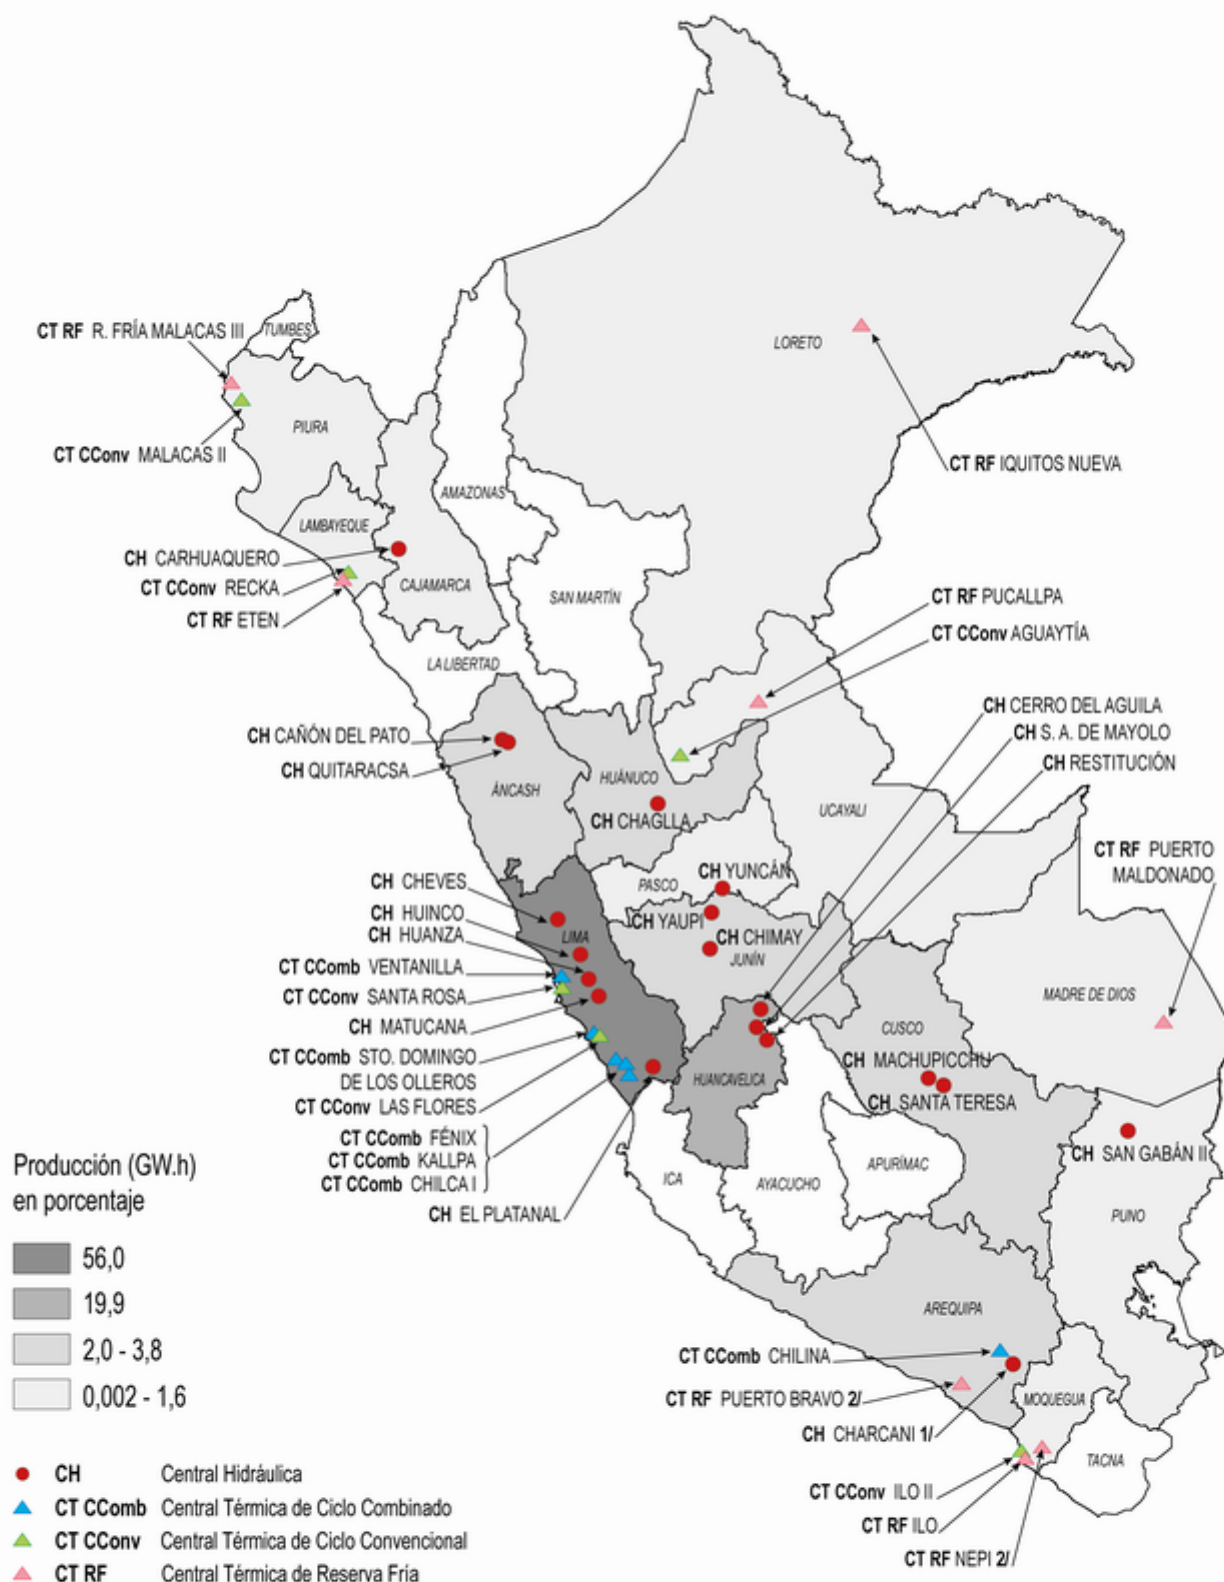 CT RF R. FRÍA MALACAS III
TUMBES
LORETO
PIURA
CT CConv MALACAS II
CT RF IQUITOS NUEVA
AMAZONAS
LAMBAYEQUE
CH CARHUAQUERO
CT CConv RECKA
CAJAMARCA
SAN MARTÍN
CT RF ETEN
CT RF PUCALLPA
CT CConv AGUAYTÍA
LA LIBERTAD
CH CERRO DEL AGUILA
CH CAÑÓN DEL PATO
CH S. A. DE MAYOLO
CH QUITARACSA
CH RESTITUCIÓN
HUÁNUCO
ÁNCASH
UCAYALI
CH CHAGLLA
CT RF PUERTO
MALDONADO
CH YUNCÁN
PASCO
CH CHEVES
CH HUINCO
CH YAUPI
CH HUANZA
LIMA
CH CHIMAY
JUNÍN
CT CComb VENTANILLA
CT CConv SANTA ROSA
MADRE DE DIOS
CH MATUCANA
CUSCO
CT CComb STO. DOMINGO
DE LOS OLLEROS
CH MACHUPICCHU
HUANCAVELICA
CT CConv LAS FLORES
CH SANTA TERESA
CT CComb FÉNIX
CT CComb KALLPA
CT CComb CHILCA I
CH SAN GABÁN II
APURÍMAC
ICA
AYACUCHO
CH EL PLATANAL
PUNO
Producción (GW.h)
en porcentaje
56,0
19,9
2,0 - 3,8
0,002 - 1,6
AREQUIPA
CT CComb CHILINA
CT RF PUERTO BRAVO 2/
MOQUEGUA
CH CHARCANI 1/
TACNA
CT CConv ILO II
CT RF ILO
CT RF NEPI 2/
CH Central Hidráulica
CT CComb Central Térmica de Ciclo Combinado
CT CConv Central Térmica de Ciclo Convencional
CT RF Central Térmica de Reserva Fría